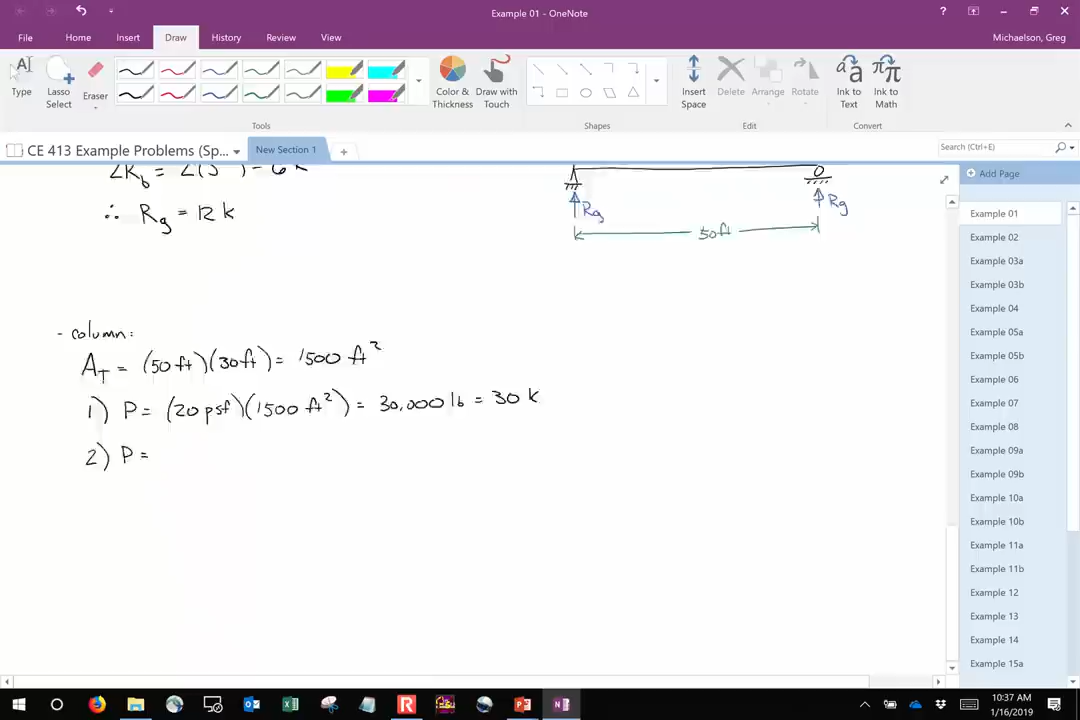 Example 01 - OneNote
Michaelson, Greg
File Home Insert Draw History Review View
Type
Lasso Select
Eraser
Color & Thickness
Draw with Touch
Insert Space
Delete
Arrange
Rotate
Ink to Text
Ink to Math
Tools
Shapes
Edit
Convert
CE 413 Example Problems (Sp...
New Section 1
Search (Ctrl+E)
Add Page
Example 01
Example 02
Example 03a
Example 03b
Example 04
Example 05a
Example 05b
Example 06
Example 07
Example 08
Example 09a
Example 09b
Example 10a
Example 10b
Example 11a
Example 11b
Example 12
Example 13
Example 14
Example 15a
∴ Rg = 12 k
Rg
Rg
50ft
- column:
A_T = (50 ft)(30ft) = 1500 ft²
1) P = (20 psf)(1500 ft²) = 30,000 lb = 30 k
2) P =
10:37 AM
1/16/2019